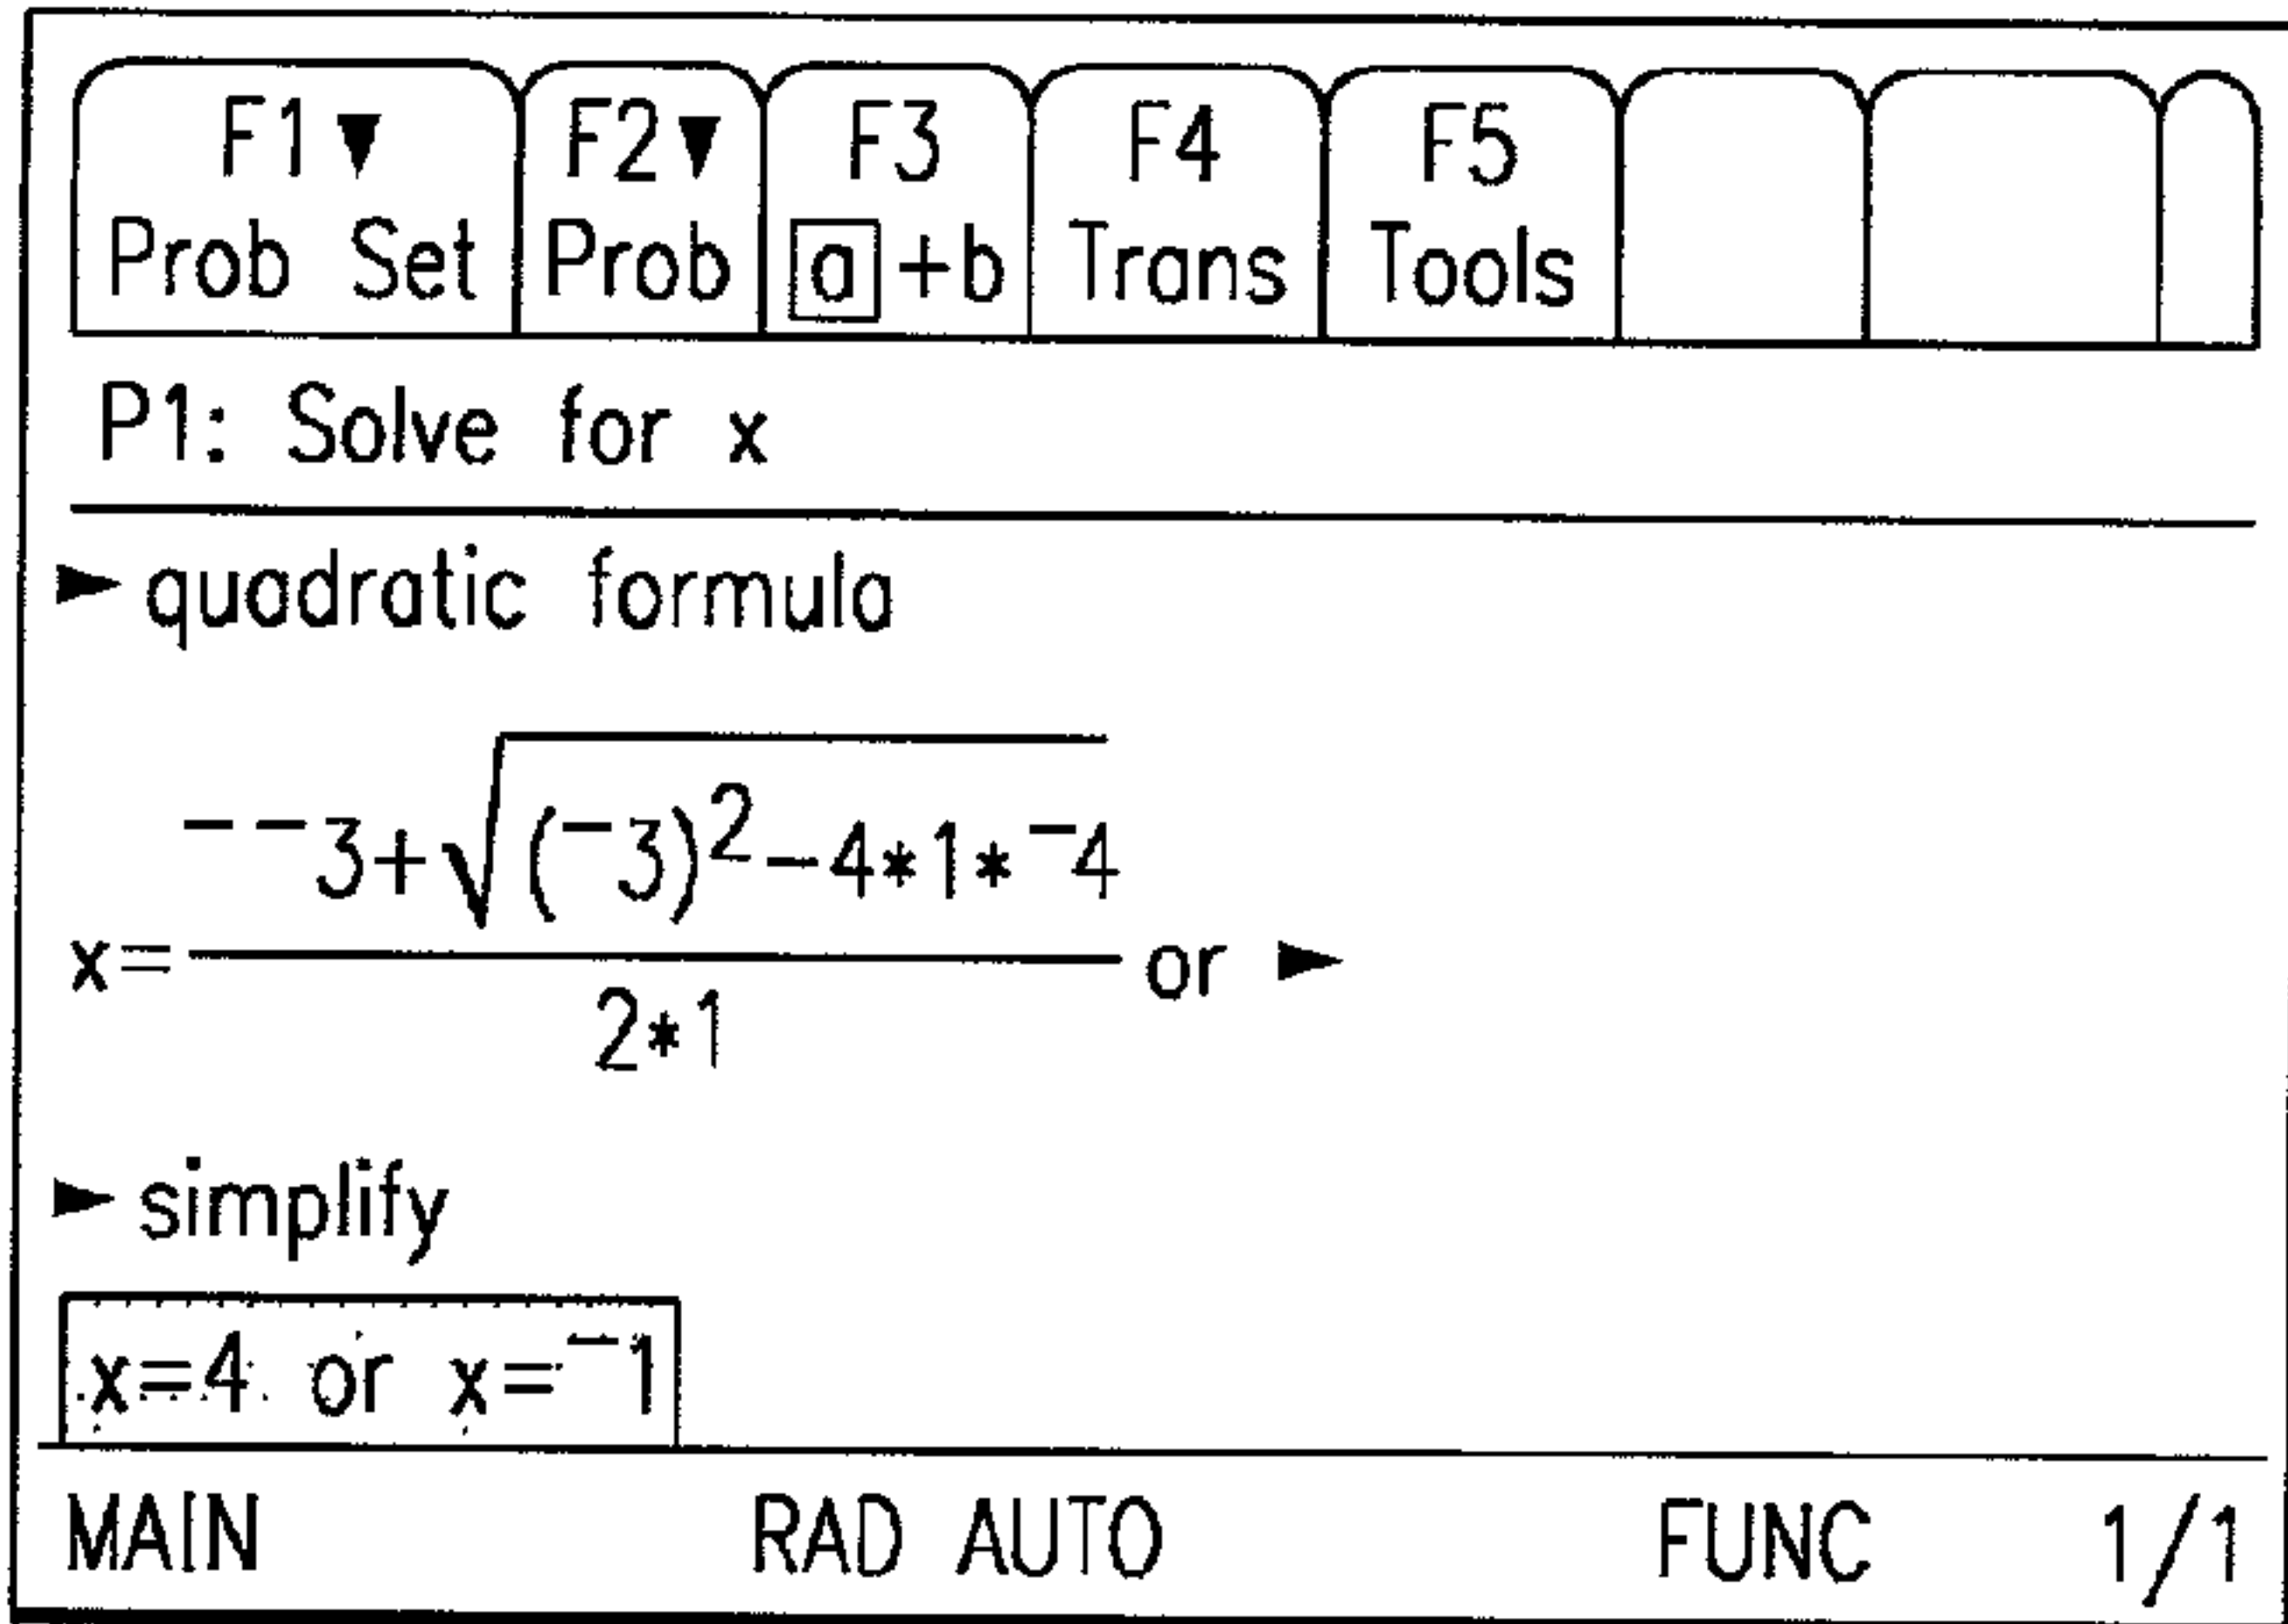 F1▼ F2▼ F3 F4 F5
Prob Set Prob a+b Trans Tools
P1: Solve for x
►quadratic formula
x=(⁻⁻3+√((⁻3)²-4*1*⁻4))/(2*1) or ►
►simplify
x=4 or x=⁻1
MAIN RAD AUTO FUNC 1/1